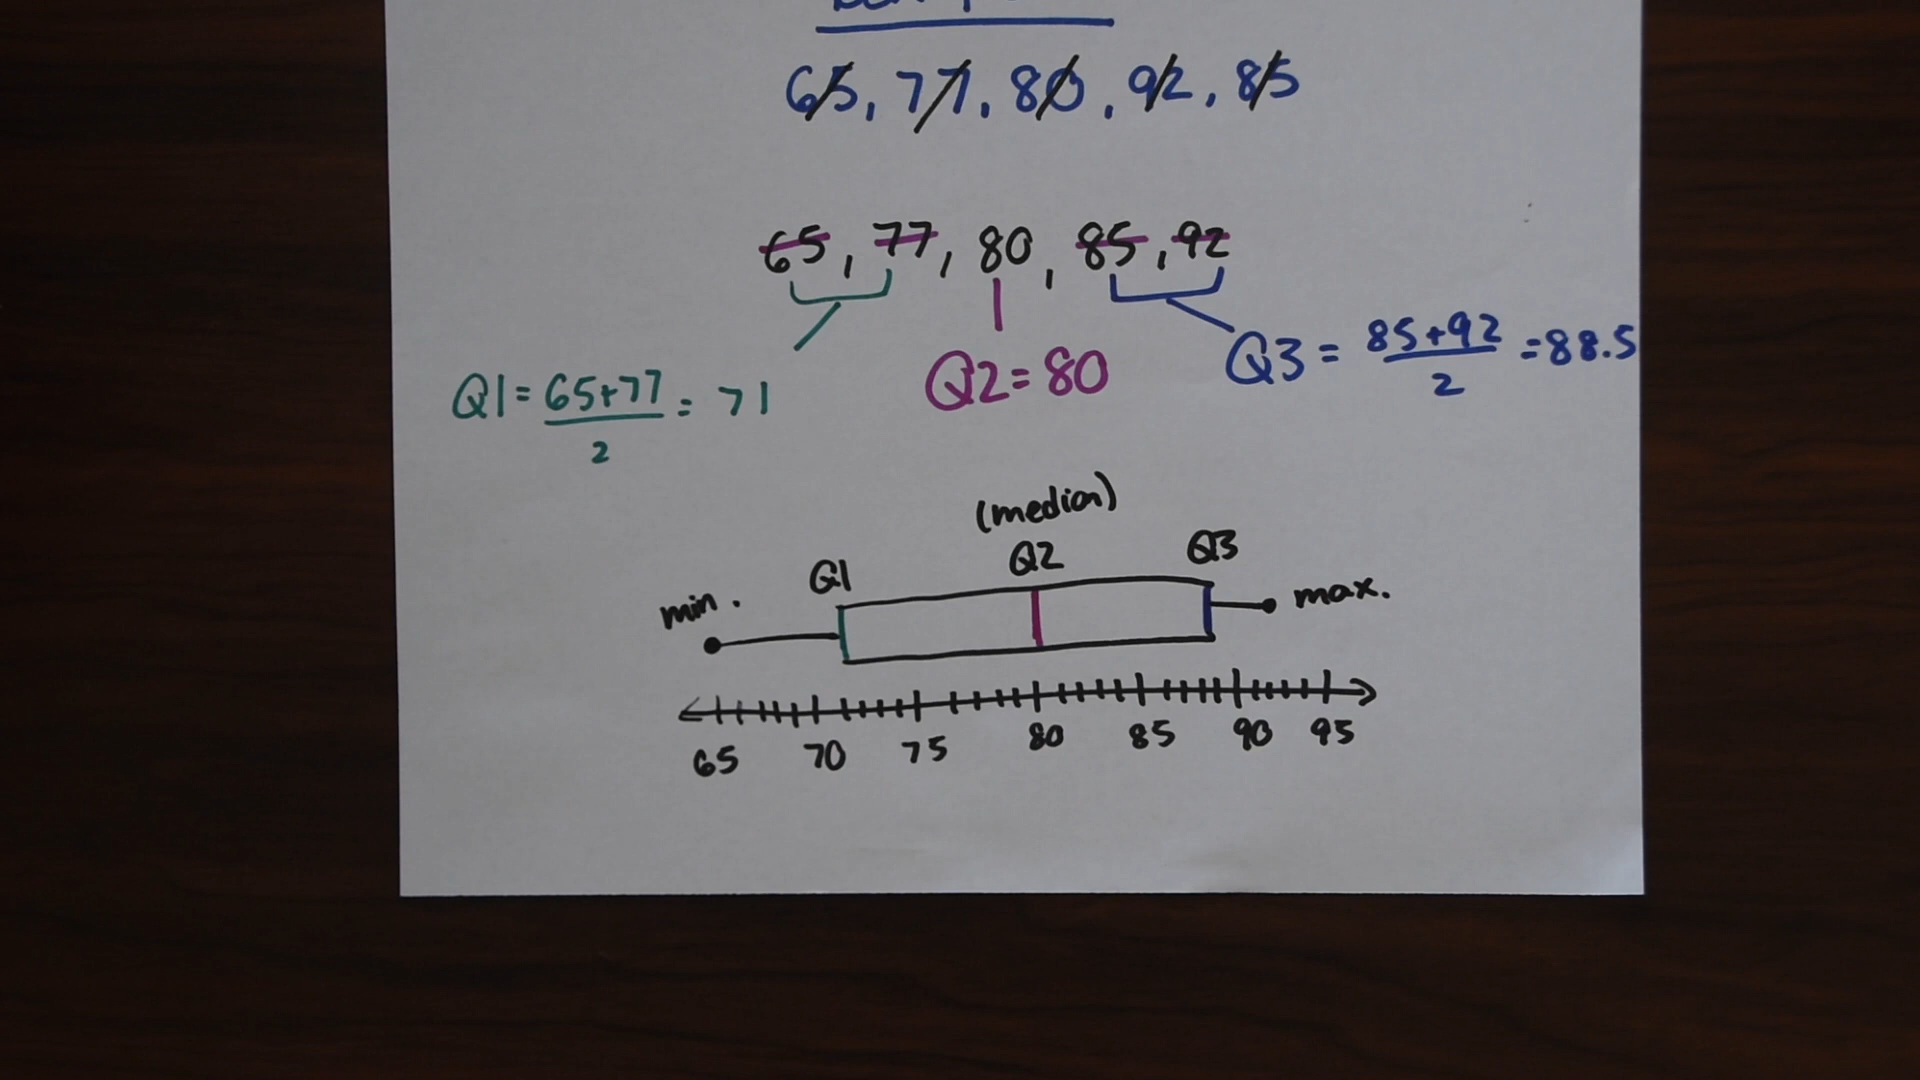 65, 77, 80, 92, 85
65, 77, 80, 85, 92
Q1 = 65+77 / 2 = 71
Q2 = 80
Q3 = 85+92 / 2 = 88.5
(median)
min. Q1 Q2 Q3 max.
65 70 75 80 85 90 95